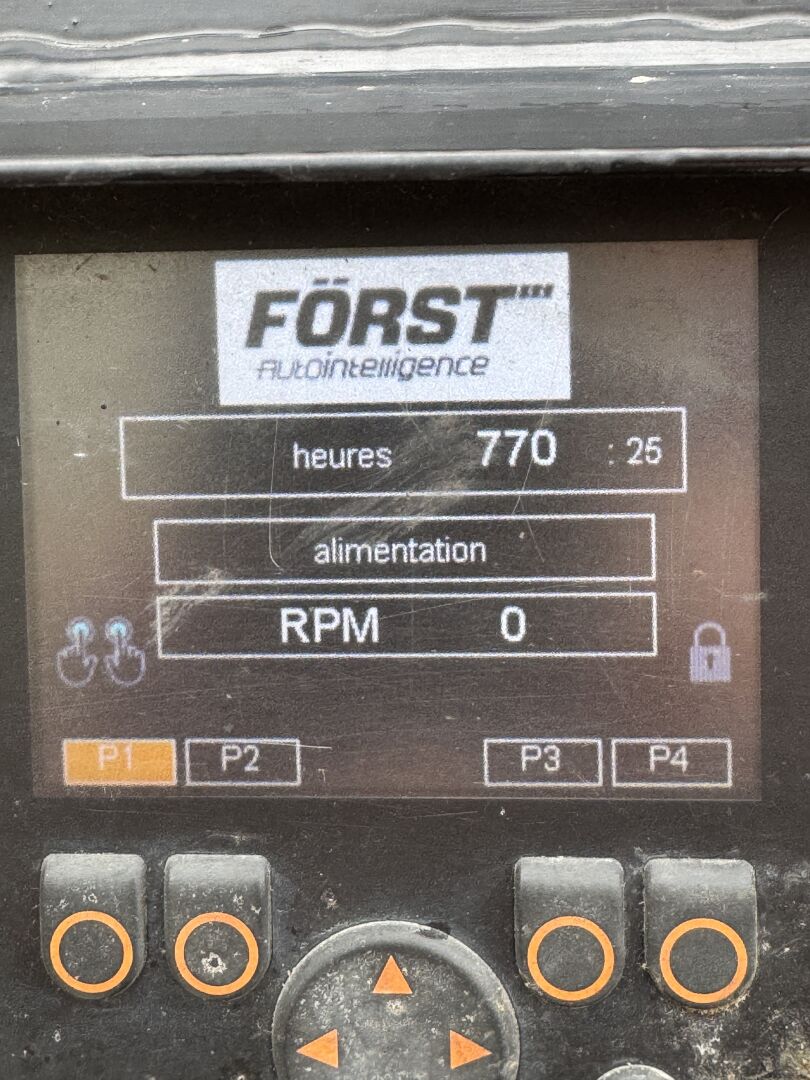 FÖRST
AUtOintelligence
heures 770 : 25
alimentation
RPM 0
P1 P2 P3 P4